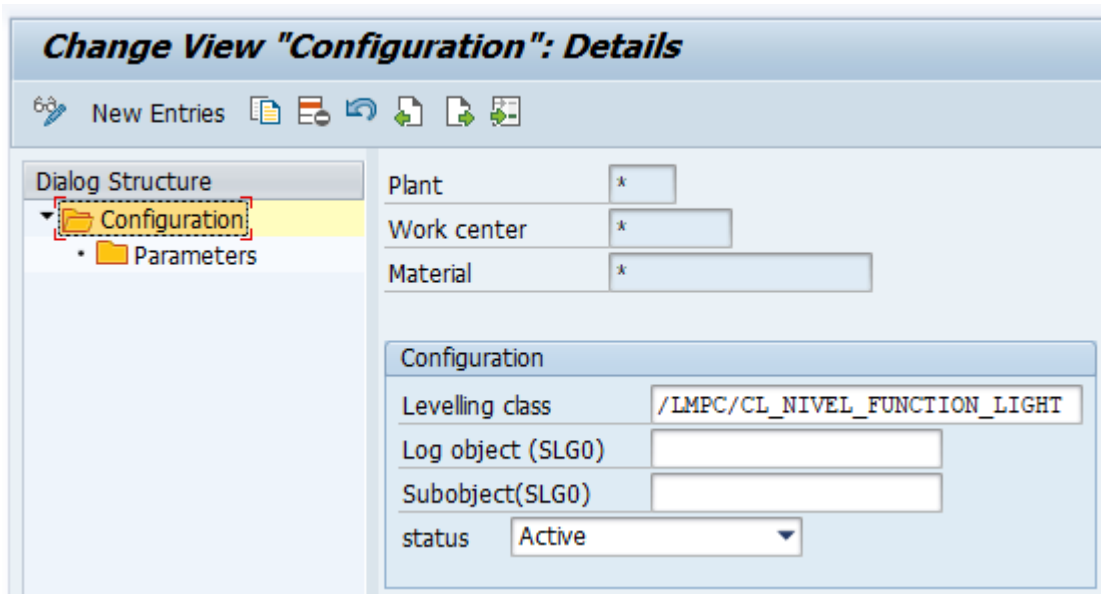 Change View "Configuration": Details
New Entries
Dialog Structure
Configuration
Parameters
Plant *
Work center *
Material *
Configuration
Levelling class /LMPC/CL_NIVEL_FUNCTION_LIGHT
Log object (SLG0)
Subobject(SLG0)
status Active